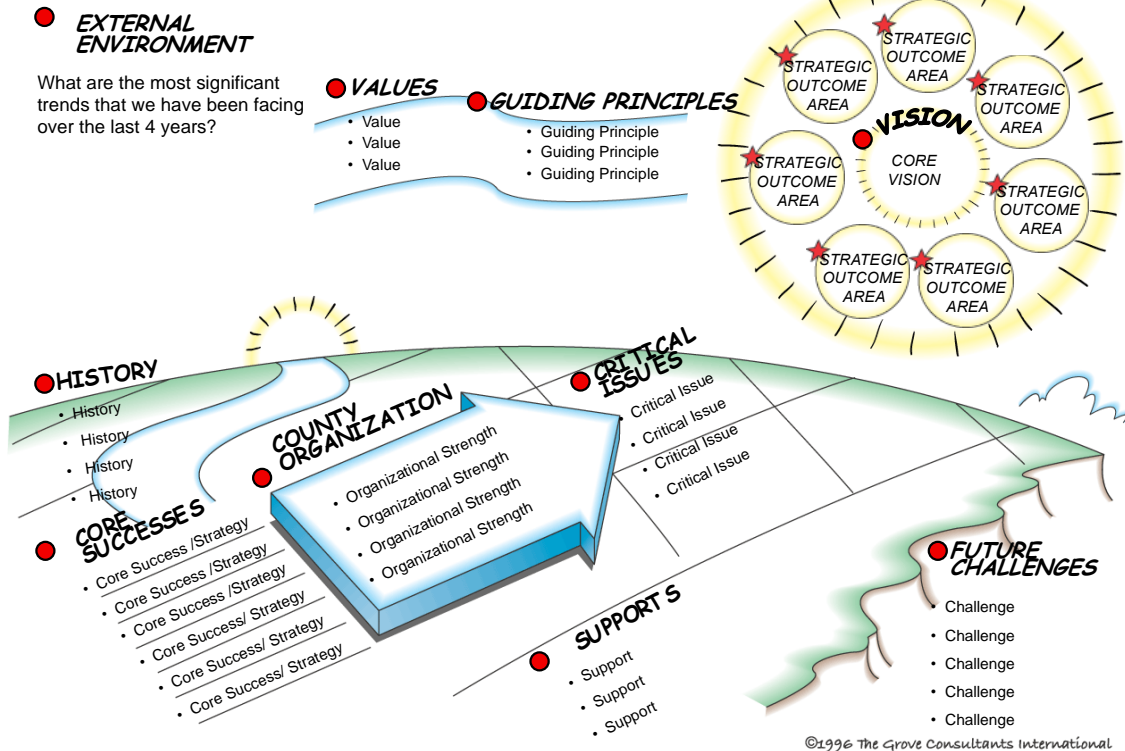 EXTERNAL
ENVIRONMENT
What are the most significant
trends that we have been facing
over the last 4 years?
VALUES
• Value
• Value
• Value
GUIDING PRINCIPLES
• Guiding Principle
• Guiding Principle
• Guiding Principle
STRATEGIC
OUTCOME
AREA
STRATEGIC
OUTCOME
AREA
STRATEGIC
OUTCOME
AREA
VISION
CORE
VISION
STRATEGIC
OUTCOME
AREA
STRATEGIC
OUTCOME
AREA
STRATEGIC
OUTCOME
AREA
STRATEGIC
OUTCOME
AREA
HISTORY
• History
• History
• History
• History
COUNTY
ORGANIZATION
• Organizational Strength
• Organizational Strength
• Organizational Strength
• Organizational Strength
CRITICAL
ISSUES
• Critical Issue
• Critical Issue
• Critical Issue
• Critical Issue
CORE
SUCCESSES
• Core Success /Strategy
• Core Success /Strategy
• Core Success /Strategy
• Core Success/ Strategy
• Core Success/ Strategy
• Core Success/ Strategy
SUPPORTS
• Support
• Support
• Support
FUTURE
CHALLENGES
• Challenge
• Challenge
• Challenge
• Challenge
• Challenge
©1996 The Grove Consultants International